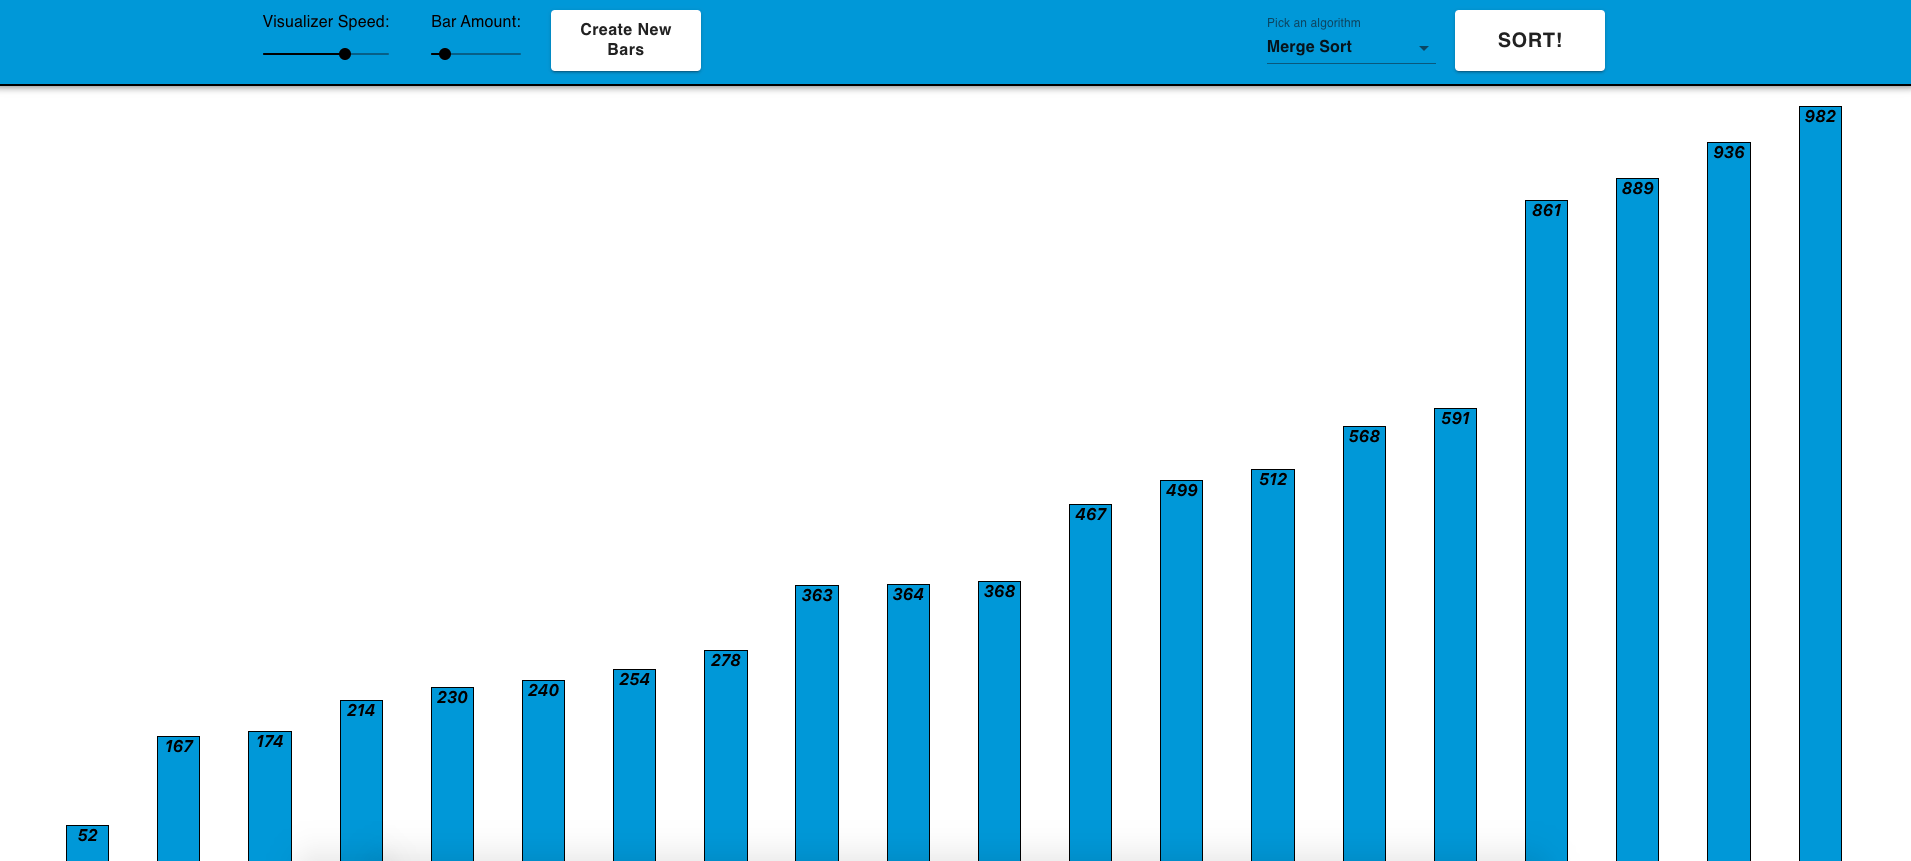 Visualizer Speed:
Bar Amount:
Create New
Bars
Pick an algorithm
Merge Sort
SORT!
52
167
174
214
230
240
254
278
363
364
368
467
499
512
568
591
861
889
936
982